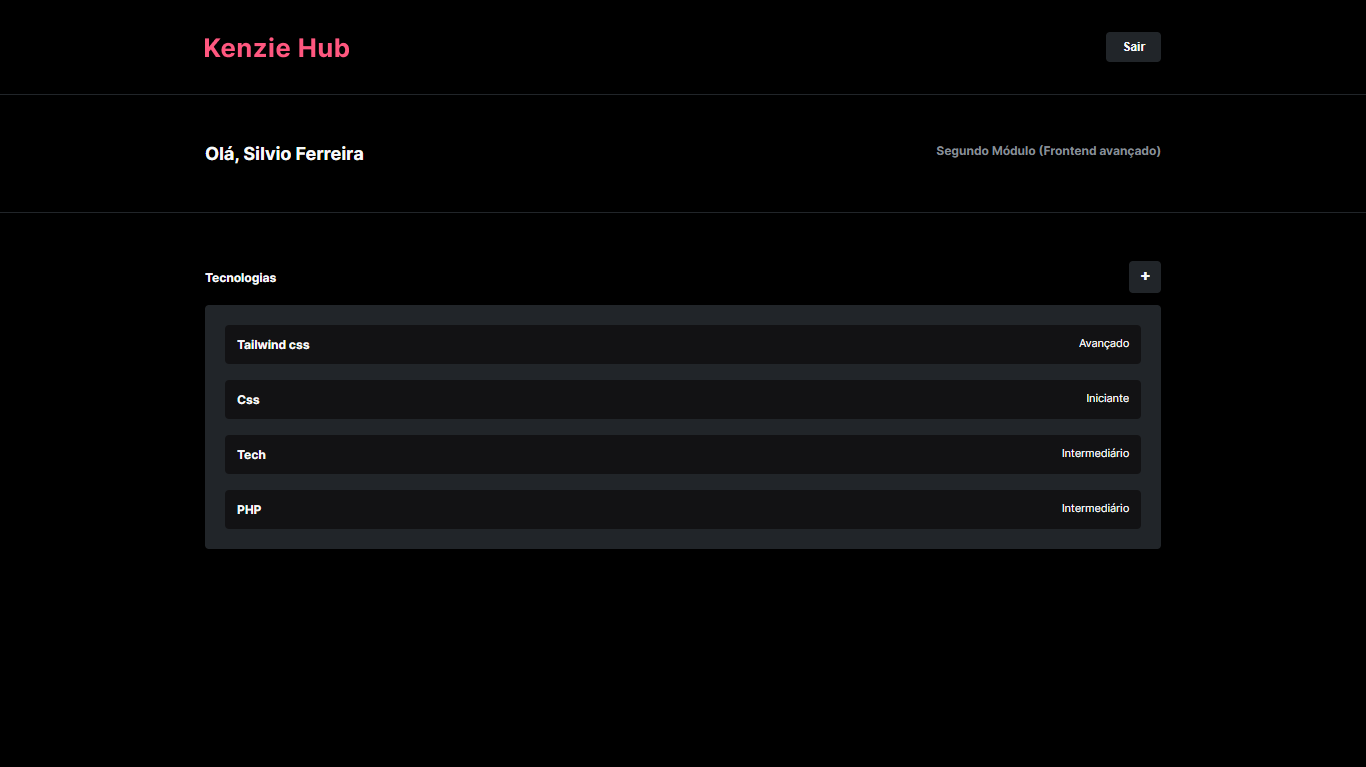 Kenzie Hub
Sair
Olá, Silvio Ferreira
Segundo Módulo (Frontend avançado)
Tecnologias
+
Tailwind css
Avançado
Css
Iniciante
Tech
Intermediário
PHP
Intermediário